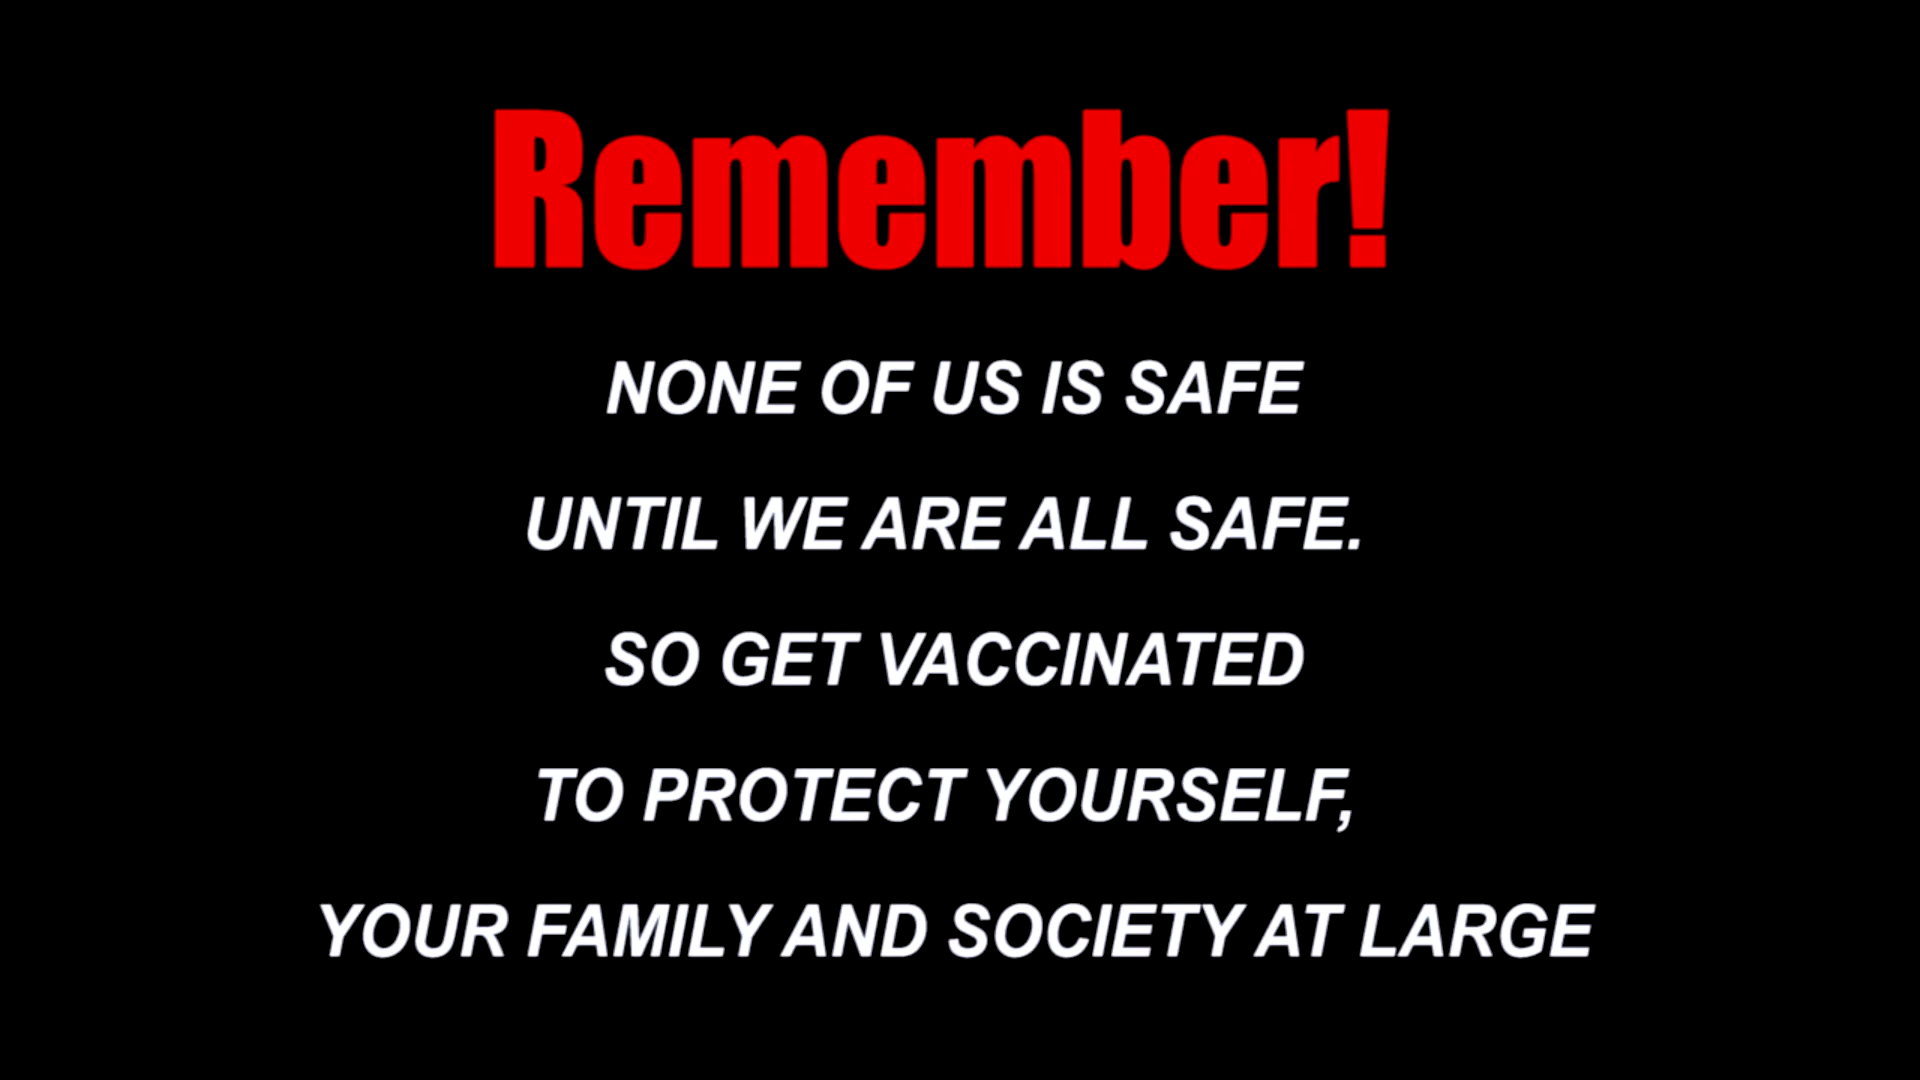 Remember!
NONE OF US IS SAFE
UNTIL WE ARE ALL SAFE.
SO GET VACCINATED
TO PROTECT YOURSELF,
YOUR FAMILY AND SOCIETY AT LARGE